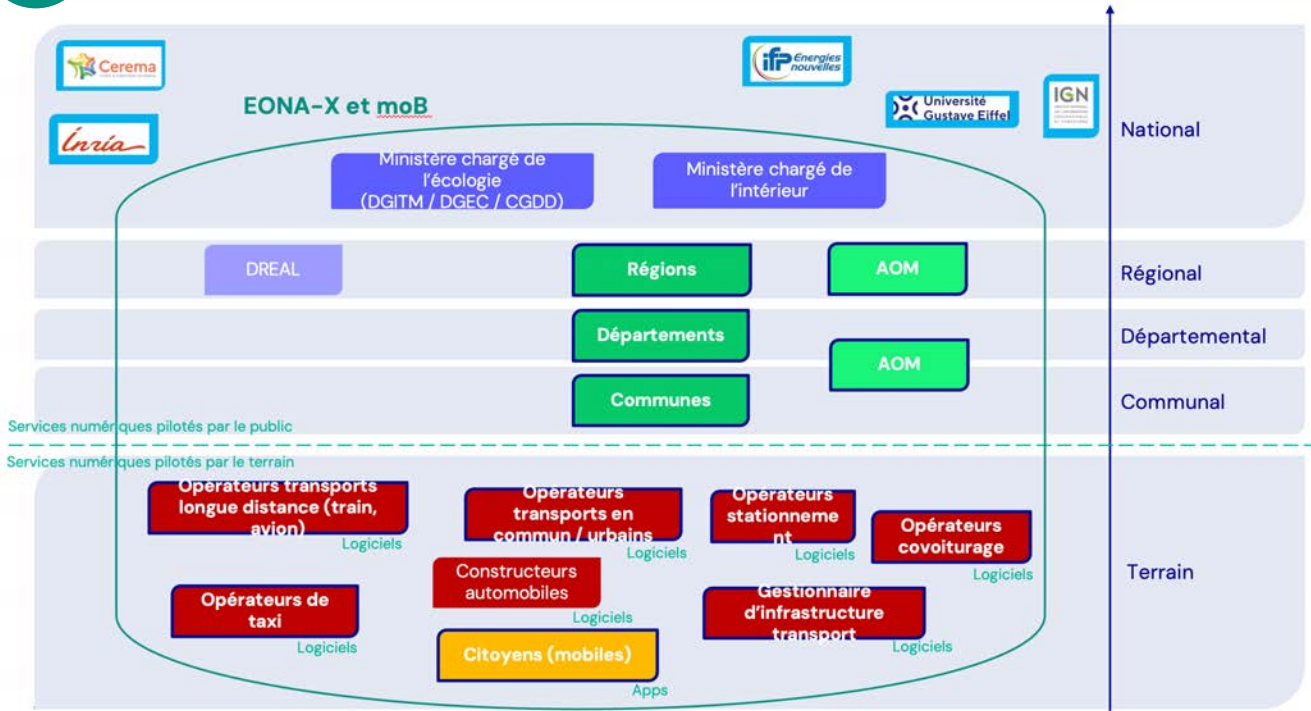 Cerema
ifp Energies
nouvelles
IGN
Université
Gustave Eiffel
Inria
EONA-X et moB
National
Ministère chargé de
l'écologie
(DGITM / DGEC / CGDD)
Ministère chargé de
l'intérieur
DREAL
Régions
AOM
Régional
Départements
Départemental
AOM
Communes
Communal
Services numériques pilotés par le public
Services numériques pilotés par le terrain
Opérateurs transports
longue distance (train,
avion)
Logiciels
Opérateurs
transports en
commun / urbains
Logiciels
Opérateurs
stationneme
nt
Logiciels
Opérateurs
covoiturage
Logiciels
Terrain
Constructeurs
automobiles
Logiciels
Opérateurs de
taxi
Logiciels
Gestionnaire
d'infrastructure
transport
Logiciels
Citoyens (mobiles)
Apps